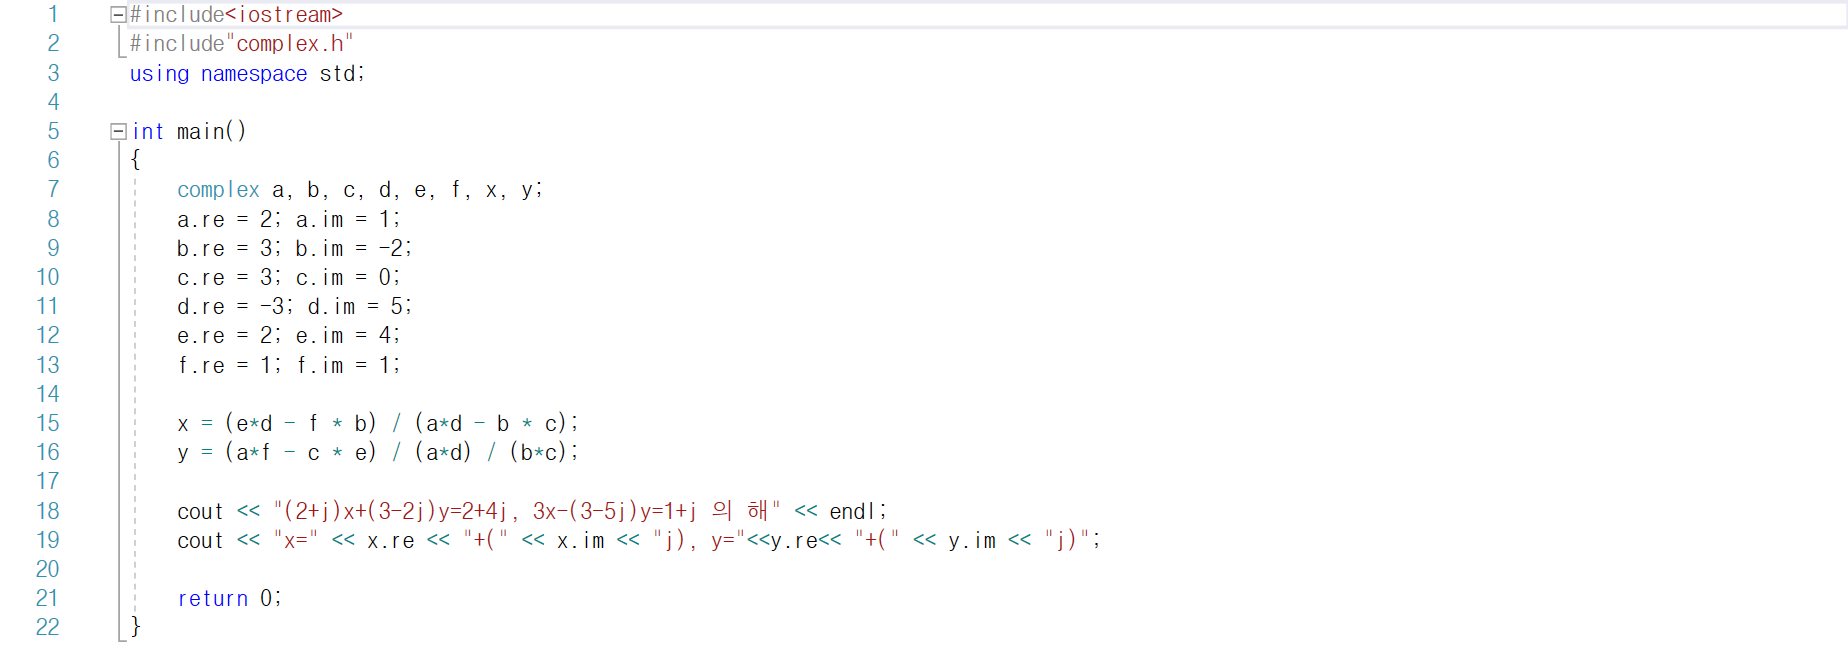 1 #include<iostream>
2 #include"complex.h"
3 using namespace std;
4
5 int main()
6 {
7 complex a, b, c, d, e, f, x, y;
8 a.re = 2; a.im = 1;
9 b.re = 3; b.im = -2;
10 c.re = 3; c.im = 0;
11 d.re = -3; d.im = 5;
12 e.re = 2; e.im = 4;
13 f.re = 1; f.im = 1;
14
15 x = (e*d - f * b) / (a*d - b * c);
16 y = (a*f - c * e) / (a*d) / (b*c);
17
18 cout << "(2+j)x+(3-2j)y=2+4j, 3x-(3-5j)y=1+j 의 해" << endl;
19 cout << "x=" << x.re << "+(" << x.im << "j), y="<<y.re<< "+(" << y.im << "j)";
20
21 return 0;
22 }